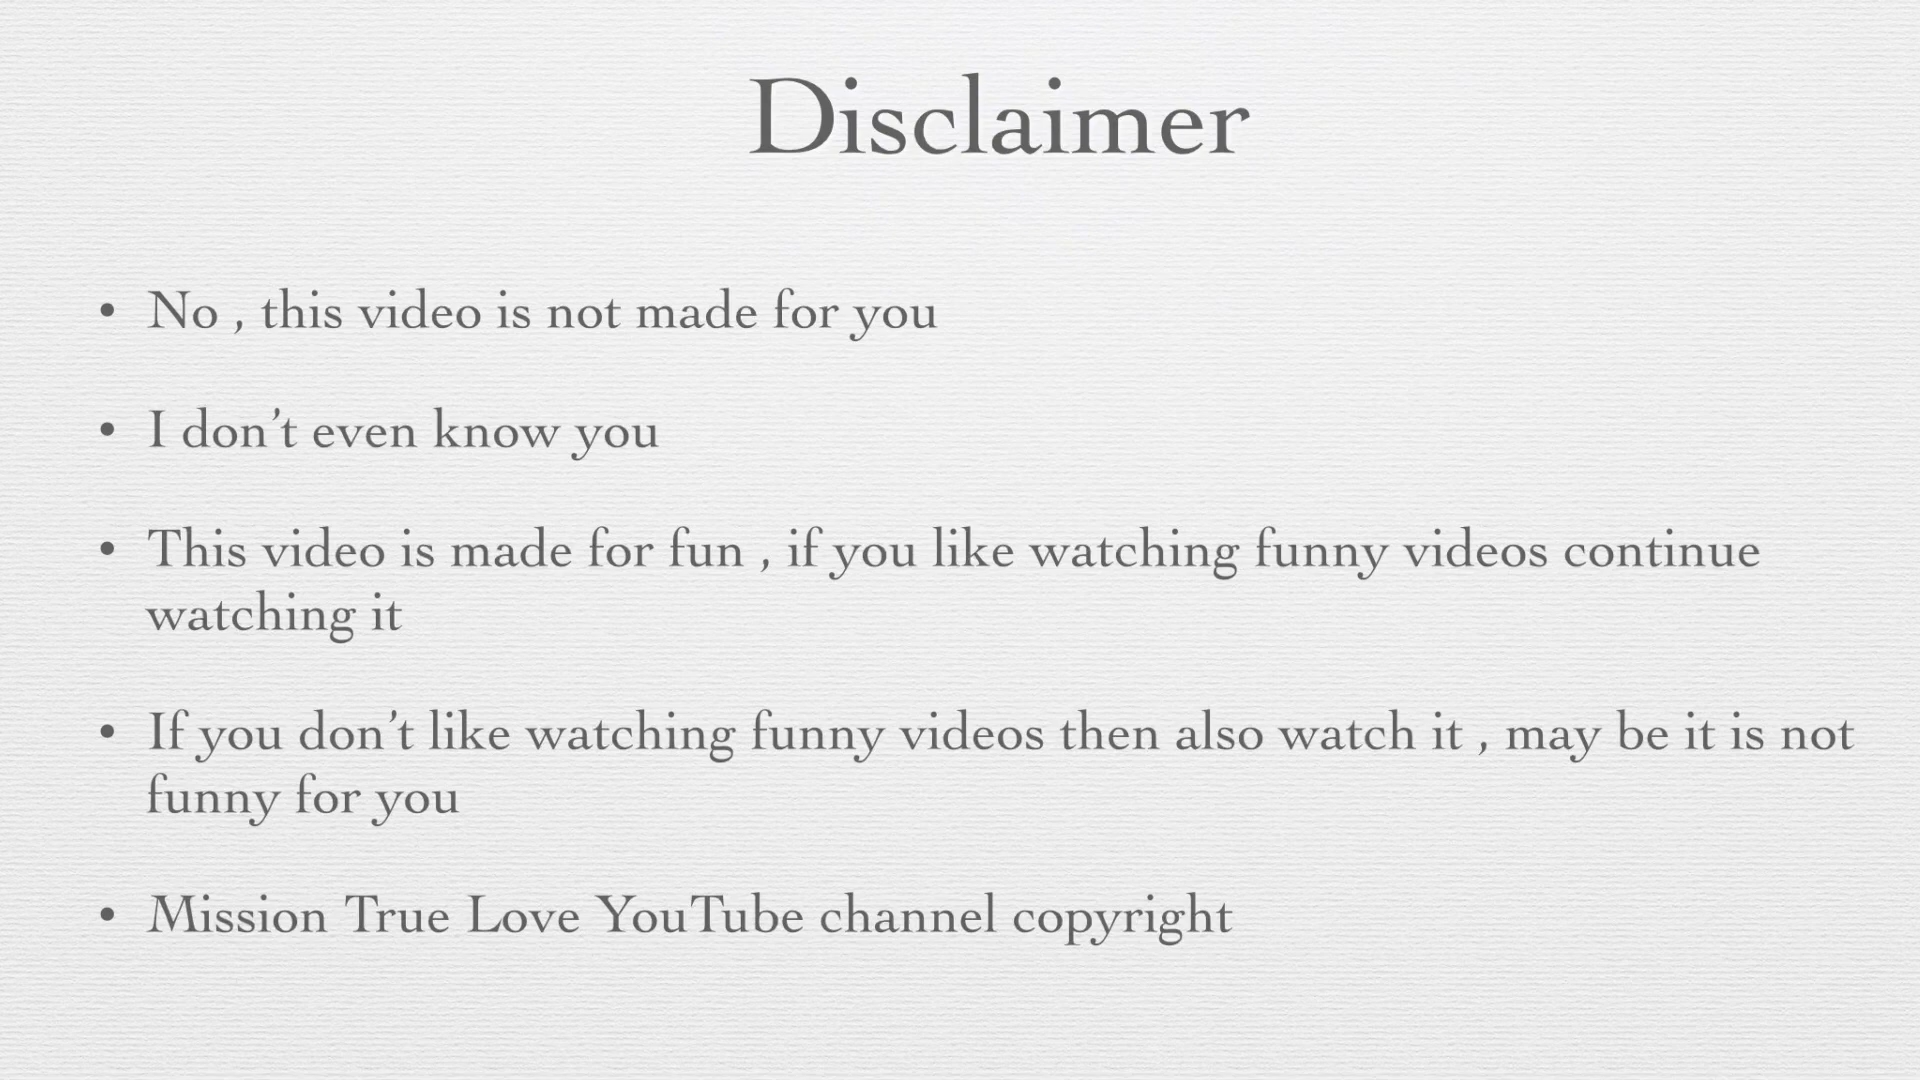 Disclaimer
• No , this video is not made for you
• I don’t even know you
• This video is made for fun , if you like watching funny videos continue
watching it
• If you don’t like watching funny videos then also watch it , may be it is not
funny for you
• Mission True Love YouTube channel copyright